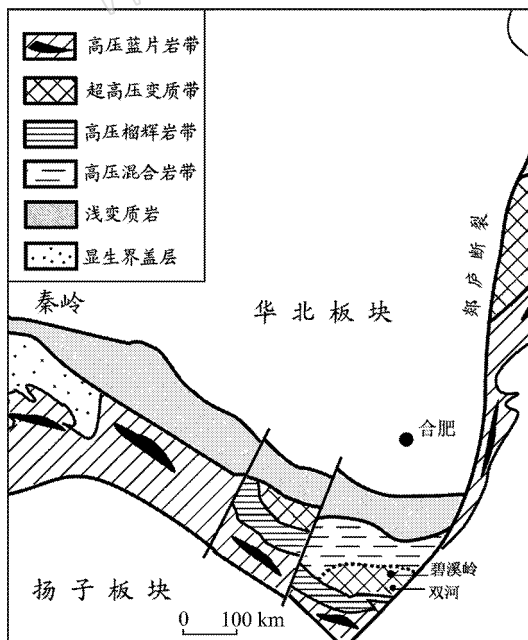 高压蓝片岩带
超高压变质带
高压榴辉岩带
高压混合岩带
浅变质岩
显生界盖层
秦岭
华北板块
郯庐断裂
合肥
碧溪岭
双河
扬子板块
0 100 km